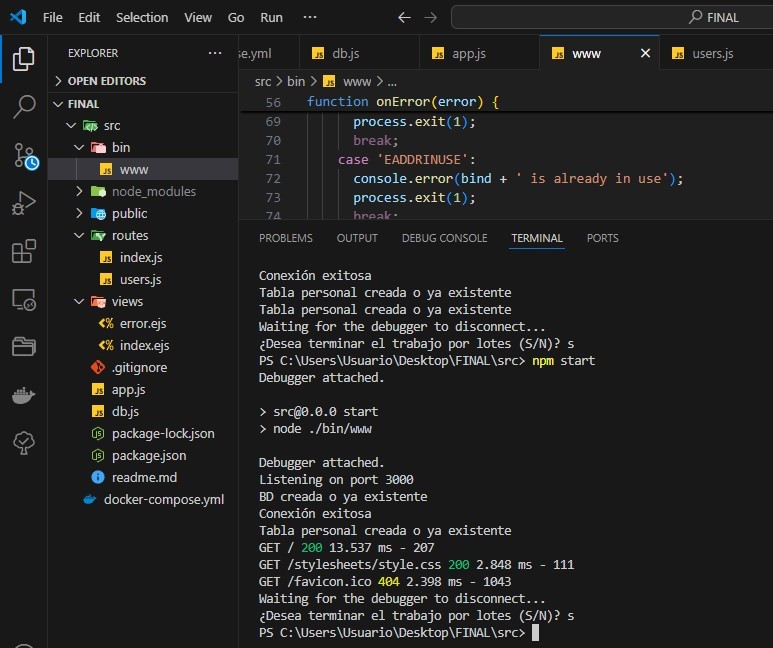 File Edit Selection View Go Run ··· ← → FINAL
EXPLORER ···
OPEN EDITORS
FINAL
src
bin
www
node_modules
public
routes
index.js
users.js
views
error.ejs
index.ejs
.gitignore
app.js
db.js
package-lock.json
package.json
readme.md
docker-compose.yml
se.yml JS db.js JS app.js JS www × JS users.js
src > bin > JS www > ...
56 function onError(error) {
69 process.exit(1);
70 break;
71 case 'EADDRINUSE':
72 console.error(bind + ' is already in use');
73 process.exit(1);
74 break;
PROBLEMS OUTPUT DEBUG CONSOLE TERMINAL PORTS
Conexión exitosa
Tabla personal creada o ya existente
Tabla personal creada o ya existente
Waiting for the debugger to disconnect...
¿Desea terminar el trabajo por lotes (S/N)? s
PS C:\Users\Usuario\Desktop\FINAL\src> npm start
Debugger attached.
> src@0.0.0 start
> node ./bin/www
Debugger attached.
Listening on port 3000
BD creada o ya existente
Conexión exitosa
Tabla personal creada o ya existente
GET / 200 13.537 ms - 207
GET /stylesheets/style.css 200 2.848 ms - 111
GET /favicon.ico 404 2.398 ms - 1043
Waiting for the debugger to disconnect...
¿Desea terminar el trabajo por lotes (S/N)? s
PS C:\Users\Usuario\Desktop\FINAL\src>